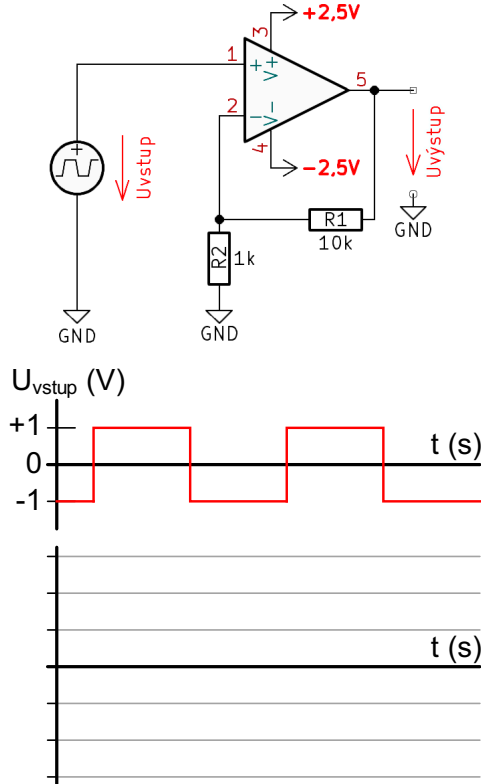 +2,5V
3
1
+
V+
5
2
−
V-
4
−2,5V
+
Uvstup
Uvýstup
R1
10k
GND
R2
1k
GND
GND
Uvstup (V)
+1
t (s)
0
-1
t (s)